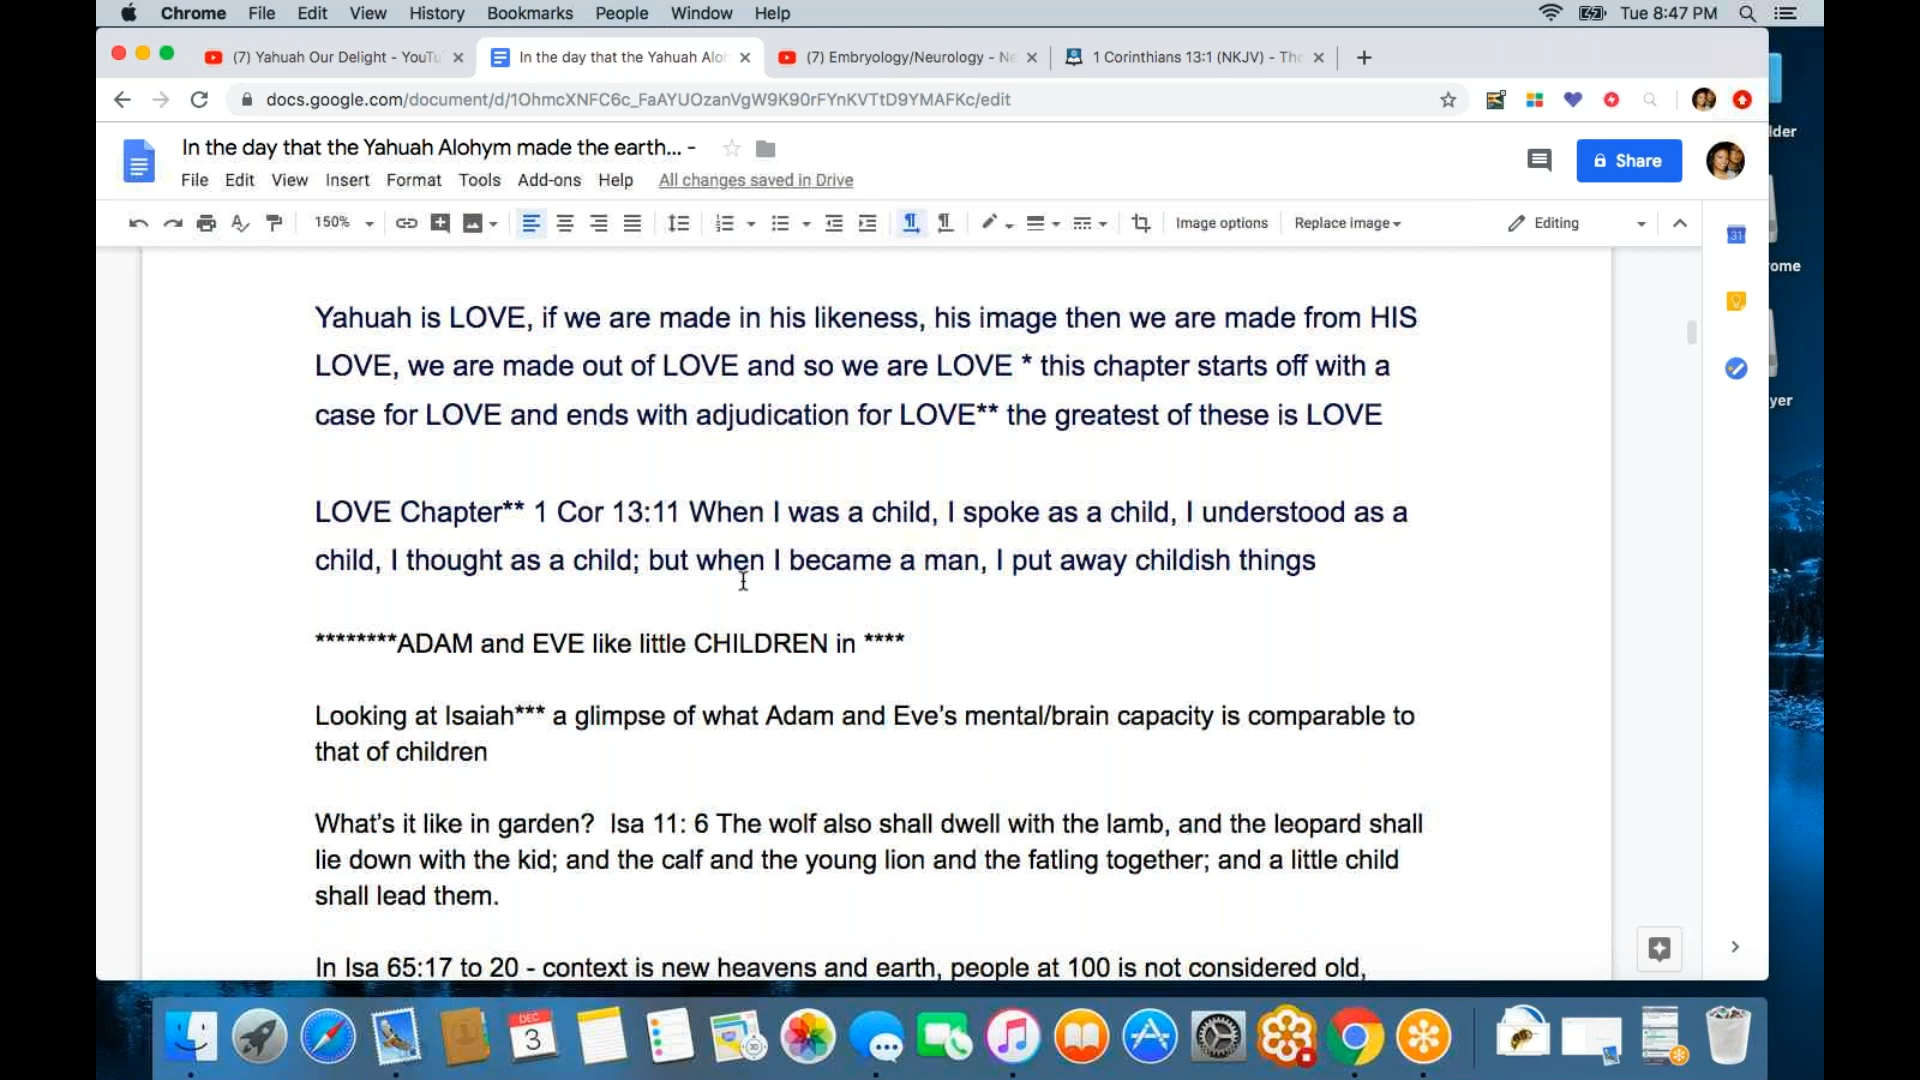 Chrome File Edit View History Bookmarks People Window Help Tue 8:47 PM
(7) Yahuah Our Delight - YouTu In the day that the Yahuah Aloh (7) Embryology/Neurology - Ne 1 Corinthians 13:1 (NKJV) - The
docs.google.com/document/d/1OhmcXNFC6c_FaAYUOzanVgW9K90rFYnKVTtD9YMAFKc/edit
In the day that the Yahuah Alohym made the earth... -
File Edit View Insert Format Tools Add-ons Help All changes saved in Drive
Share
150% Image options Replace image Editing
31
Yahuah is LOVE, if we are made in his likeness, his image then we are made from HIS
LOVE, we are made out of LOVE and so we are LOVE * this chapter starts off with a
case for LOVE and ends with adjudication for LOVE** the greatest of these is LOVE
LOVE Chapter** 1 Cor 13:11 When I was a child, I spoke as a child, I understood as a
child, I thought as a child; but when I became a man, I put away childish things
********ADAM and EVE like little CHILDREN in ****
Looking at Isaiah*** a glimpse of what Adam and Eve’s mental/brain capacity is comparable to
that of children
What’s it like in garden?  Isa 11: 6 The wolf also shall dwell with the lamb, and the leopard shall
lie down with the kid; and the calf and the young lion and the fatling together; and a little child
shall lead them.
In Isa 65:17 to 20 - context is new heavens and earth, people at 100 is not considered old,
lder
ome
yer
DEC
3